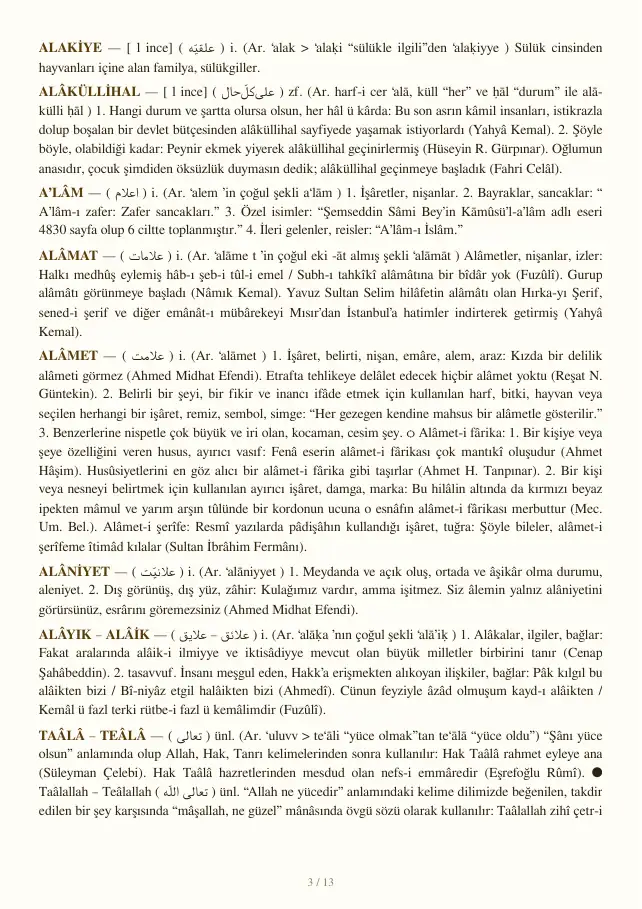 ALAKİYE — [ l ince] ( علقيّه ) i. (Ar. ‘alaḳ > ‘alaḳi “sülükle ilgili”den ‘alaḳiyye ) Sülük cinsinden
hayvanları içine alan familya, sülükgiller.
ALÂKÜLLİHAL — [ l ince] ( على‌كلّ‌حال ) zf. (Ar. harf-i cer ‘alā, küll “her” ve ḥāl “durum” ile alā-
külli ḥāl ) 1. Hangi durum ve şartta olursa olsun, her hâl ü kârda: Bu son asrın kâmil insanları, istikrazla
dolup boşalan bir devlet bütçesinden alâküllihal sayfiyede yaşamak istiyorlardı (Yahyâ Kemal). 2. Şöyle
böyle, olabildiği kadar: Peynir ekmek yiyerek alâküllihal geçinirlermiş (Hüseyin R. Gürpınar). Oğlumun
anasıdır, çocuk şimdiden öksüzlük duymasın dedik; alâküllihal geçinmeye başladık (Fahri Celâl).
A’LÂM — ( اعلام ) i. (Ar. ‘alem ’in çoğul şekli a‘lām ) 1. İşâretler, nişanlar. 2. Bayraklar, sancaklar: “
A’lâm-ı zafer: Zafer sancakları.” 3. Özel isimler: “Şemseddin Sâmi Bey’in Kāmûsü’l-a’lâm adlı eseri
4830 sayfa olup 6 ciltte toplanmıştır.” 4. İleri gelenler, reisler: “A’lâm-ı İslâm.”
ALÂMAT — ( علامات ) i. (Ar. ‘alāme t ’in çoğul eki -āt almış şekli ‘alāmāt ) Alâmetler, nişanlar, izler:
Halkı medhûş eylemiş hâb-ı şeb-i tûl-i emel / Subh-ı tahkîkî alâmâtına bir bîdâr yok (Fuzûlî). Gurup
alâmâtı görünmeye başladı (Nâmık Kemal). Yavuz Sultan Selim hilâfetin alâmâtı olan Hırka-yı Şerif,
sened-i şerif ve diğer emânât-ı mübârekeyi Mısır’dan İstanbul’a hatimler indirterek getirmiş (Yahyâ
Kemal).
ALÂMET — ( علامت ) i. (Ar. ‘alāmet ) 1. İşâret, belirti, nişan, emâre, alem, araz: Kızda bir delilik
alâmeti görmez (Ahmed Midhat Efendi). Etrafta tehlikeye delâlet edecek hiçbir alâmet yoktu (Reşat N.
Güntekin). 2. Belirli bir şeyi, bir fikir ve inancı ifâde etmek için kullanılan harf, bitki, hayvan veya
seçilen herhangi bir işâret, remiz, sembol, simge: “Her gezegen kendine mahsus bir alâmetle gösterilir.”
3. Benzerlerine nispetle çok büyük ve iri olan, kocaman, cesim şey. o Alâmet-i fârika: 1. Bir kişiye veya
şeye özelliğini veren husus, ayırıcı vasıf: Fenâ eserin alâmet-i fârikası çok mantıkî oluşudur (Ahmet
Hâşim). Husûsiyetlerini en göz alıcı bir alâmet-i fârika gibi taşırlar (Ahmet H. Tanpınar). 2. Bir kişi
veya nesneyi belirtmek için kullanılan ayırıcı işâret, damga, marka: Bu hilâlin altında da kırmızı beyaz
ipekten mâmul ve yarım arşın tûlünde bir kordonun ucuna o esnâfın alâmet-i fârikası merbuttur (Mec.
Um. Bel.). Alâmet-i şerîfe: Resmî yazılarda pâdişâhın kullandığı işâret, tuğra: Şöyle bileler, alâmet-i
şerîfeme îtimâd kılalar (Sultan İbrâhim Fermânı).
ALÂNİYET — ( علانيّت ) i. (Ar. ‘alāniyyet ) 1. Meydanda ve açık oluş, ortada ve âşikâr olma durumu,
aleniyet. 2. Dış görünüş, dış yüz, zâhir: Kulağımız vardır, amma işitmez. Siz âlemin yalnız alâniyetini
görürsünüz, esrârını göremezsiniz (Ahmed Midhat Efendi).
ALÂYIK – ALÂİK — ( علائق – علايق ) i. (Ar. ‘alāḳa ’nın çoğul şekli ‘alā’iḳ ) 1. Alâkalar, ilgiler, bağlar:
Fakat aralarında alâik-i ilmiyye ve iktisâdiyye mevcut olan büyük milletler birbirini tanır (Cenap
Şahâbeddin). 2. tasavvuf. İnsanı meşgul eden, Hakk’a erişmekten alıkoyan ilişkiler, bağlar: Pâk kılgıl bu
alâikten bizi / Bî-niyâz etgil halâikten bizi (Ahmedî). Cünun feyziyle âzâd olmuşum kayd-ı alâikten /
Kemâl ü fazl terki rütbe-i fazl ü kemâlimdir (Fuzûlî).
TAÂLÂ – TEÂLÂ — ( تعالى ) ünl. (Ar. ‘uluvv > te‘āli “yüce olmak”tan te‘ālā “yüce oldu”) “Şânı yüce
olsun” anlamında olup Allah, Hak, Tanrı kelimelerinden sonra kullanılır: Hak Taâlâ rahmet eyleye ana
(Süleyman Çelebi). Hak Taâlâ hazretlerinden mesdud olan nefs-i emmâredir (Eşrefoğlu Rûmî). ●
Taâlallah – Teâlallah ( تعالى اللّه ) ünl. “Allah ne yücedir” anlamındaki kelime dilimizde beğenilen, takdir
edilen bir şey karşısında “mâşallah, ne güzel” mânâsında övgü sözü olarak kullanılır: Taâlallah zihî çetr-i
3 / 13